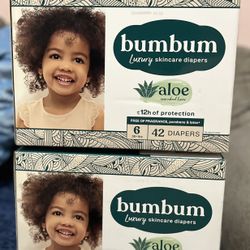 bumbum
Luxury skincare diapers
aloe
≤12h of protection
FREE OF FRAGRANCE, parabens & latex*
6
42 DIAPERS
bumbum
Luxury skincare diapers
aloe